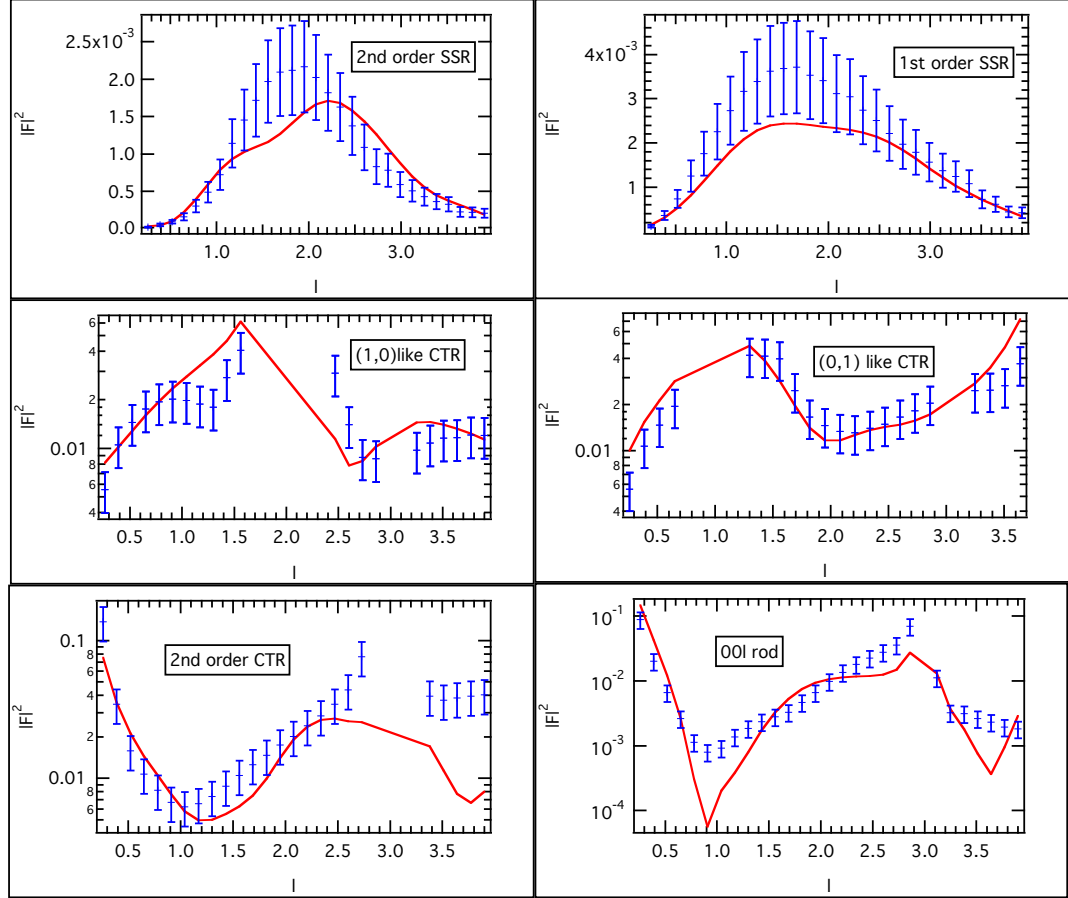 2.5x10-3
2.0
1.5
1.0
0.5
0.0
|F|2
2nd order SSR
1.0 2.0 3.0
l
4x10-3
3
2
1
|F|2
1st order SSR
1.0 2.0 3.0
l
6
4
2
0.01
8
6
4
|F|2
(1,0)like CTR
0.5 1.0 1.5 2.0 2.5 3.0 3.5
l
6
4
2
0.01
8
6
4
|F|2
(0,1) like CTR
0.5 1.0 1.5 2.0 2.5 3.0 3.5
l
0.1
8
6
4
2
0.01
8
6
|F|2
2nd order CTR
0.5 1.0 1.5 2.0 2.5 3.0 3.5
l
10-1
10-2
10-3
10-4
|F|2
00l rod
0.5 1.0 1.5 2.0 2.5 3.0 3.5
l